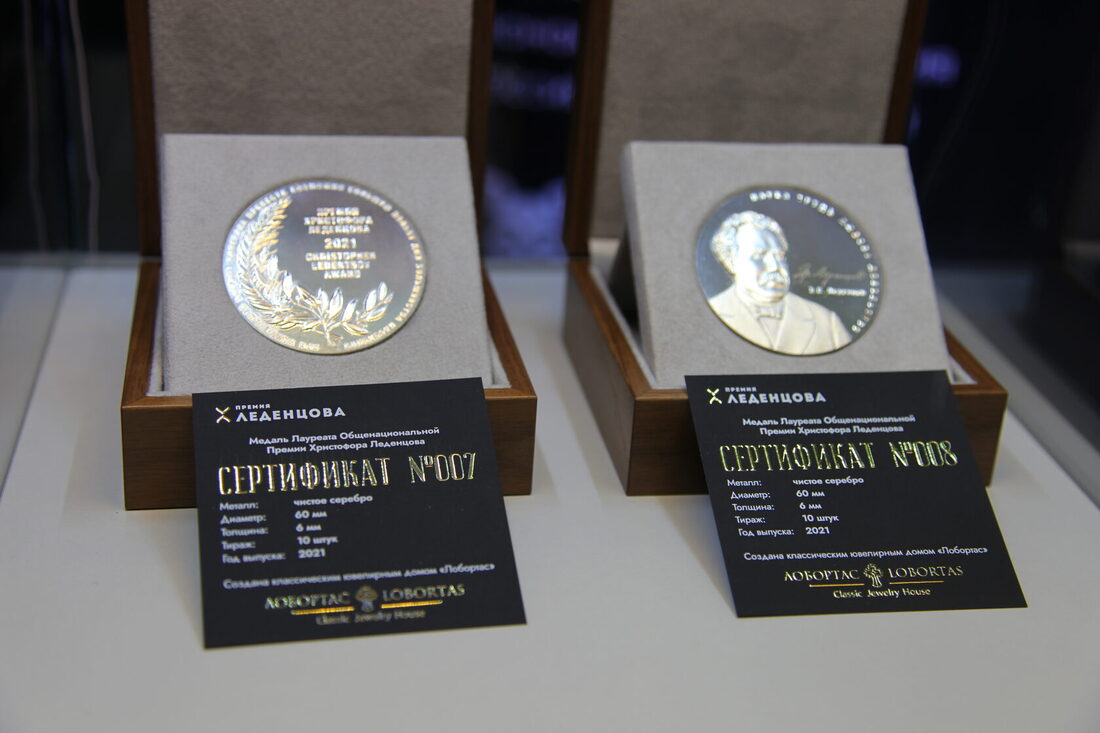 ПРЕМИЯ
ХРИСТОФОРА
ЛЕДЕНЦОВА
2021
CHRISTOPHER
LEDENTSOV
AWARD
ПРЕМИЯ
ЛЕДЕНЦОВА
Медаль Лауреата Общенациональной
Премии Христофора Леденцова
СЕРТИФИКАТ №007
Металл: чистое серебро
Диаметр: 60 мм
Толщина: 6 мм
Тираж: 10 штук
Год выпуска: 2021
Создана классическим ювелирным домом «Лобортас»
ЛОБОРТАС LOBORTAS
Classic Jewelry House
НАУКА ТРУДА
ПРЕМИЯ
ЛЕДЕНЦОВА
Медаль Лауреата Общенациональной
Премии Христофора Леденцова
СЕРТИФИКАТ №008
Металл: чистое серебро
Диаметр: 60 мм
Толщина: 6 мм
Тираж: 10 штук
Год выпуска: 2021
Создана классическим ювелирным домом «Лобортас»
ЛОБОРТАС LOBORTAS
Classic Jewelry House